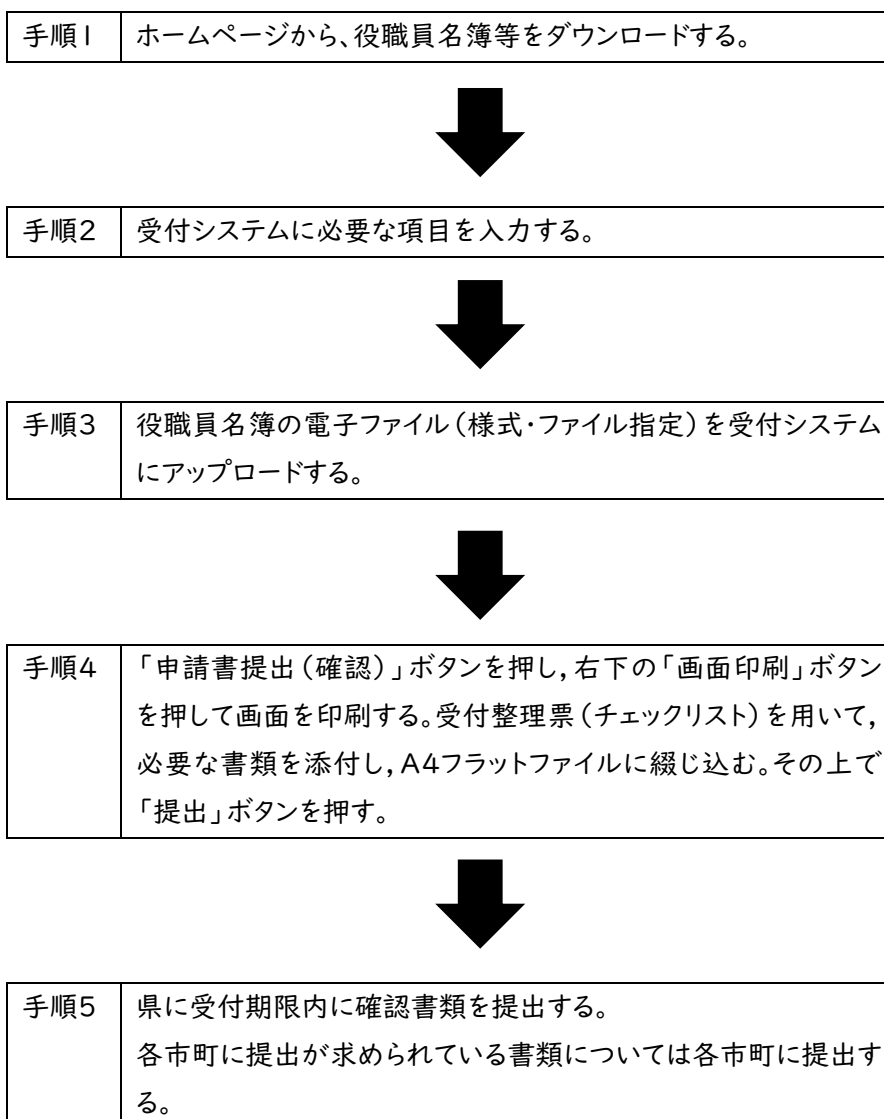 手順1 ホームページから、役職員名簿等をダウンロードする。
手順2 受付システムに必要な項目を入力する。
手順3 役職員名簿の電子ファイル(様式・ファイル指定)を受付システム
にアップロードする。
手順4 「申請書提出(確認)」ボタンを押し,右下の「画面印刷」ボタン
を押して画面を印刷する。受付整理票(チェックリスト)を用いて,
必要な書類を添付し,A4フラットファイルに綴じ込む。その上で
「提出」ボタンを押す。
手順5 県に受付期限内に確認書類を提出する。
各市町に提出が求められている書類については各市町に提出す
る。